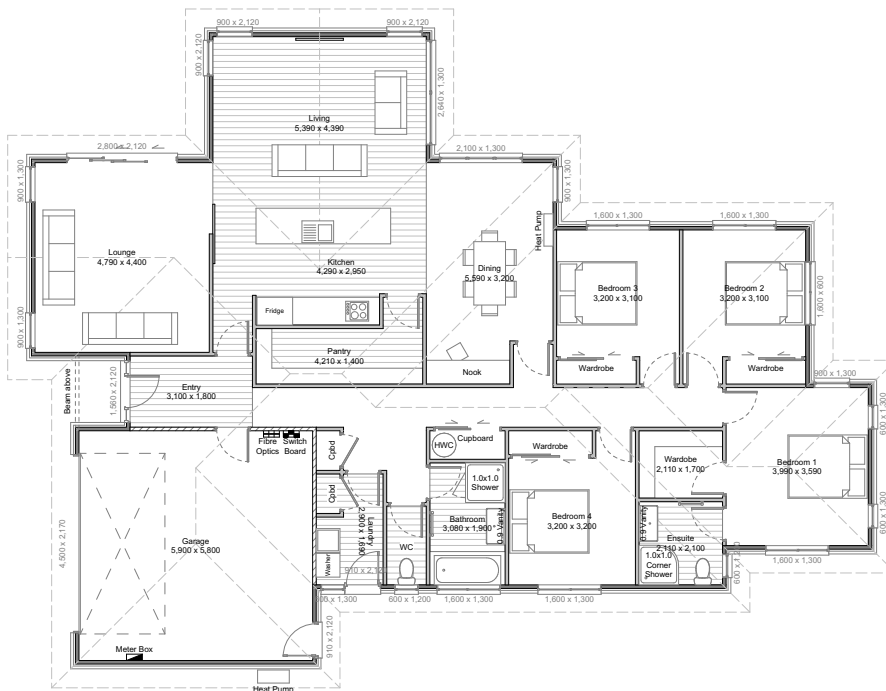 900 x 2,120
900 x 2,120
900 x 2,120
2,640 x 1,300
Living
5,390 x 4,390
2,800 x 2,120
2,100 x 1,300
900 x 1,300
900 x 1,300
Lounge
4,790 x 4,400
Kitchen
4,290 x 2,950
Dining
5,590 x 3,200
Heat Pump
1,600 x 1,300
1,600 x 1,300
Bedroom 3
3,200 x 3,100
Bedroom 2
3,200 x 3,100
1,600 x 600
900 x 1,300
Fridge
Pantry
4,210 x 1,400
Nook
Wardrobe
Wardrobe
900 x 1,300
Beam above
1,560 x 2,120
Entry
3,100 x 1,800
Fibre
Optics
Switch
Board
Cpbd
Cpbd
HWC
Cupboard
Wardrobe
1.0x1.0
Shower
Wardobe
2,110 x 1,700
Bedroom 1
3,990 x 3,590
600 x 1,300
600 x 1,300
4,800 x 2,170
Garage
5,900 x 5,800
Laundry
2,900 x 1,690
Washer
910 x 2,120
WC
Bathroom
3,080 x 1,900
0.9 Vanity
Bedroom 4
3,200 x 3,200
0.9 Vanity
Ensuite
2,110 x 2,100
1.0x1.0
Corner
Shower
1,600 x 1,300
600 x 1,200
1,600 x 1,300
1,600 x 1,300
910 x 2,120
Meter Box
Heat Pump